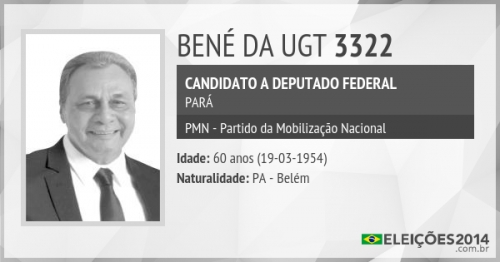 BENÉ DA UGT 3322
CANDIDATO A DEPUTADO FEDERAL
PARÁ
PMN - Partido da Mobilização Nacional
Idade: 60 anos (19-03-1954)
Naturalidade: PA - Belém
ELEIÇÕES2014
.com.br